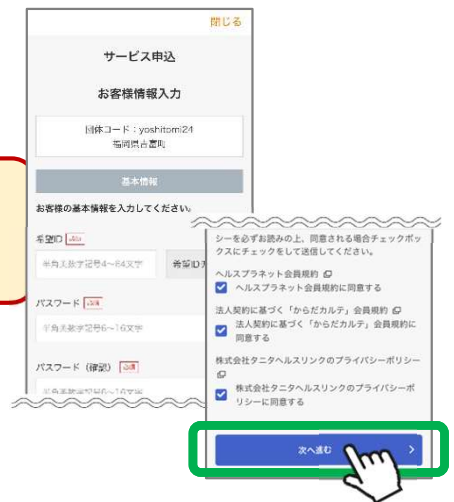 閉じる
サービス申込
お客様情報入力
団体コード：yoshitomi24
福岡県吉富町
基本情報
お客様の基本情報を入力してください。
希望ID 必須
半角英数字記号4～64文字
希望ID
パスワード 必須
半角英数字記号6～16文字
パスワード（確認） 必須
半角英数字記号6～16文字
シーを必ずお読みの上、同意される場合チェックボッ
クスにチェックをして送信してください。
ヘルスプラネット会員規約
ヘルスプラネット会員規約に同意する
法人契約に基づく「からだカルテ」会員規約
法人契約に基づく「からだカルテ」会員規約に
同意する
株式会社タニタヘルスリンクのプライバシーポリシー
株式会社タニタヘルスリンクのプライバシーポ
リシーに同意する
次へ進む